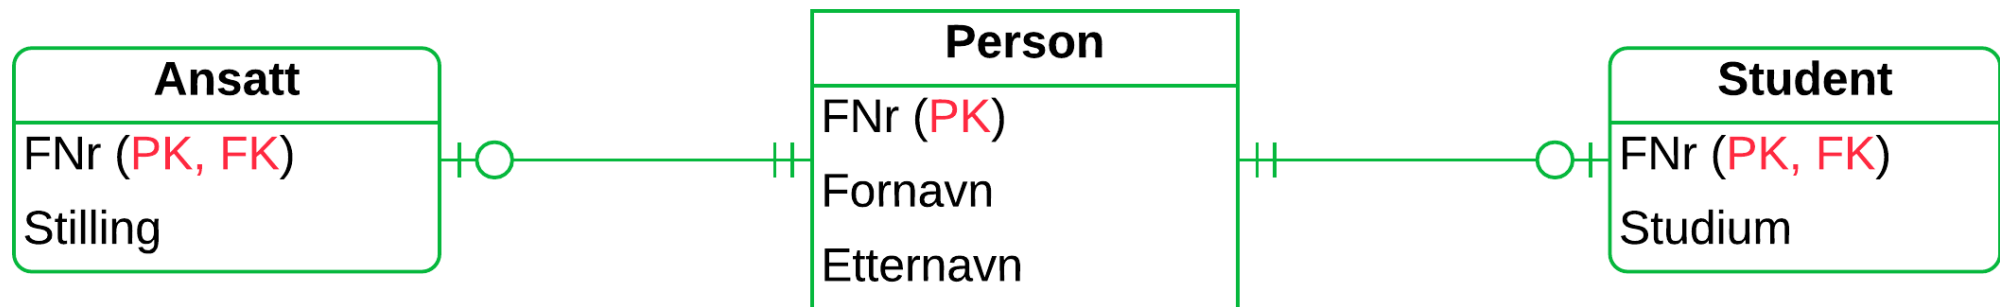 Ansatt
FNr (PK, FK)
Stilling
Person
FNr (PK)
Fornavn
Etternavn
Student
FNr (PK, FK)
Studium